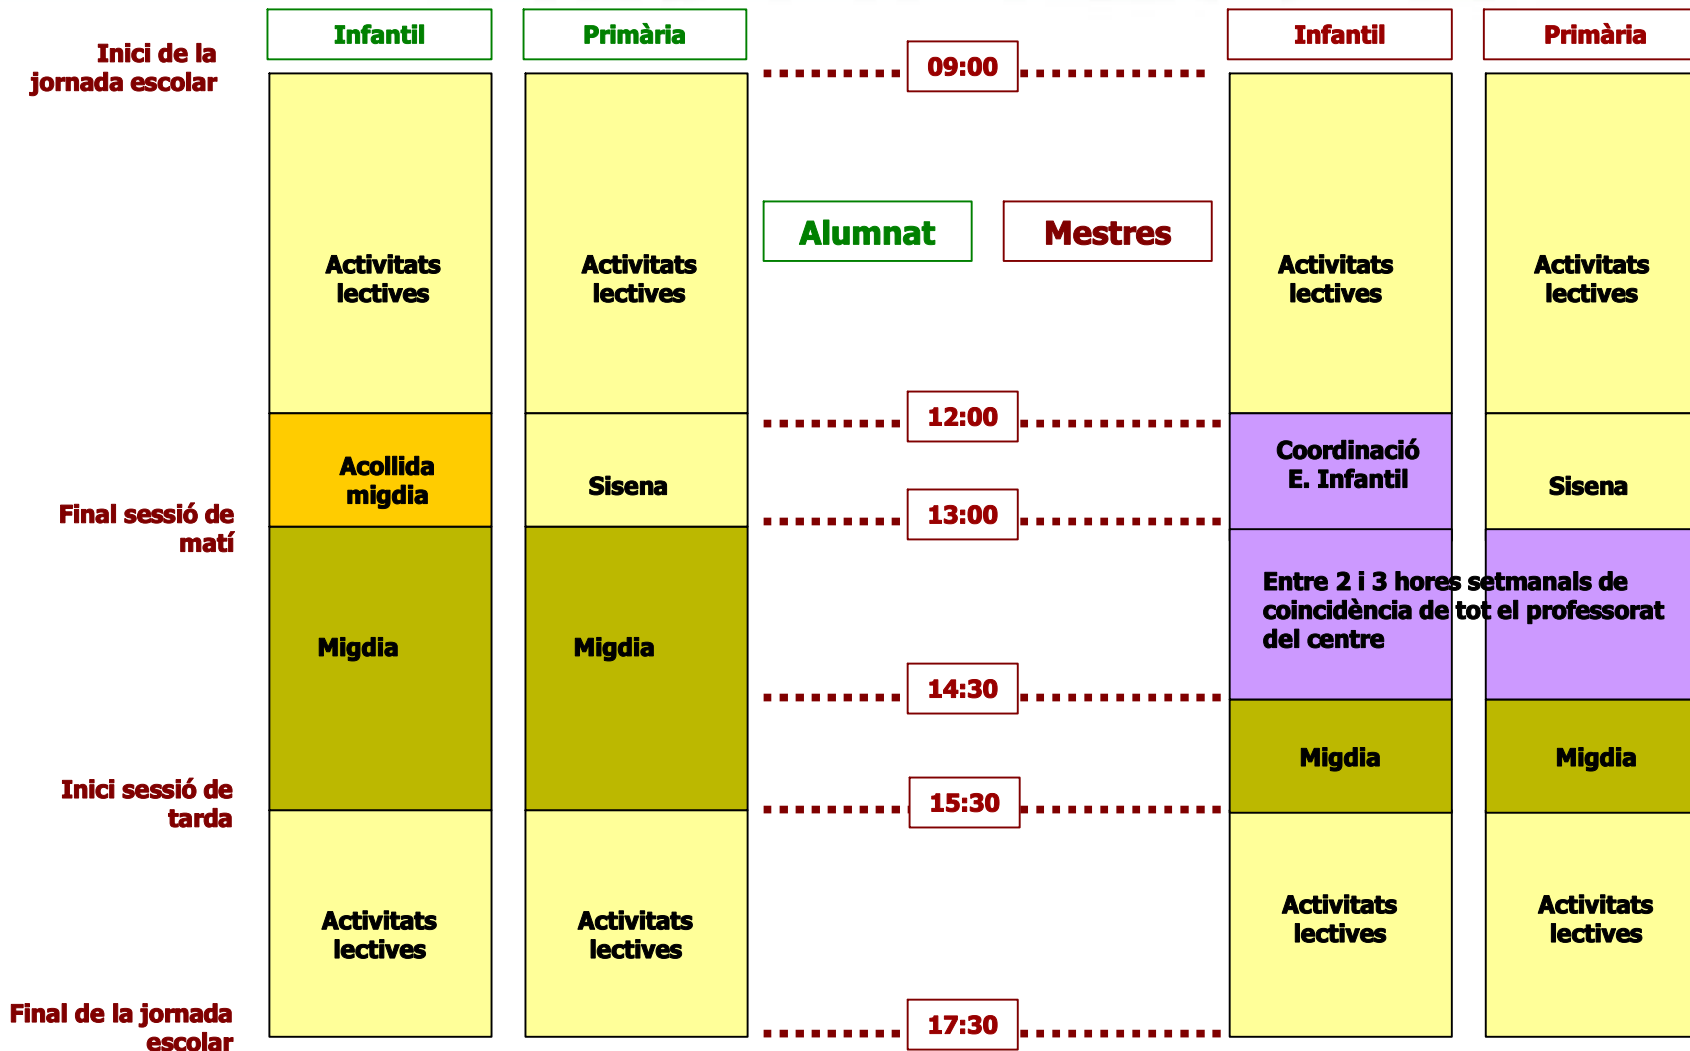 Infantil
Primària
Infantil
Primària
Inici de la
jornada escolar
09:00
Alumnat
Mestres
Activitats
lectives
Activitats
lectives
Activitats
lectives
Activitats
lectives
12:00
Acollida
migdia
Sisena
Coordinació
E. Infantil
Sisena
Final sessió de
matí
13:00
Migdia
Migdia
Entre 2 i 3 hores setmanals de
coincidència de tot el professorat
del centre
14:30
Migdia
Migdia
Inici sessió de
tarda
15:30
Activitats
lectives
Activitats
lectives
Activitats
lectives
Activitats
lectives
Final de la jornada
escolar
17:30